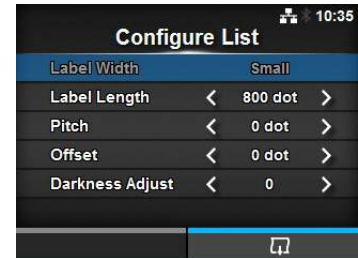 10:35
Configure List
Label Width Small
Label Length 800 dot
Pitch 0 dot
Offset 0 dot
Darkness Adjust 0